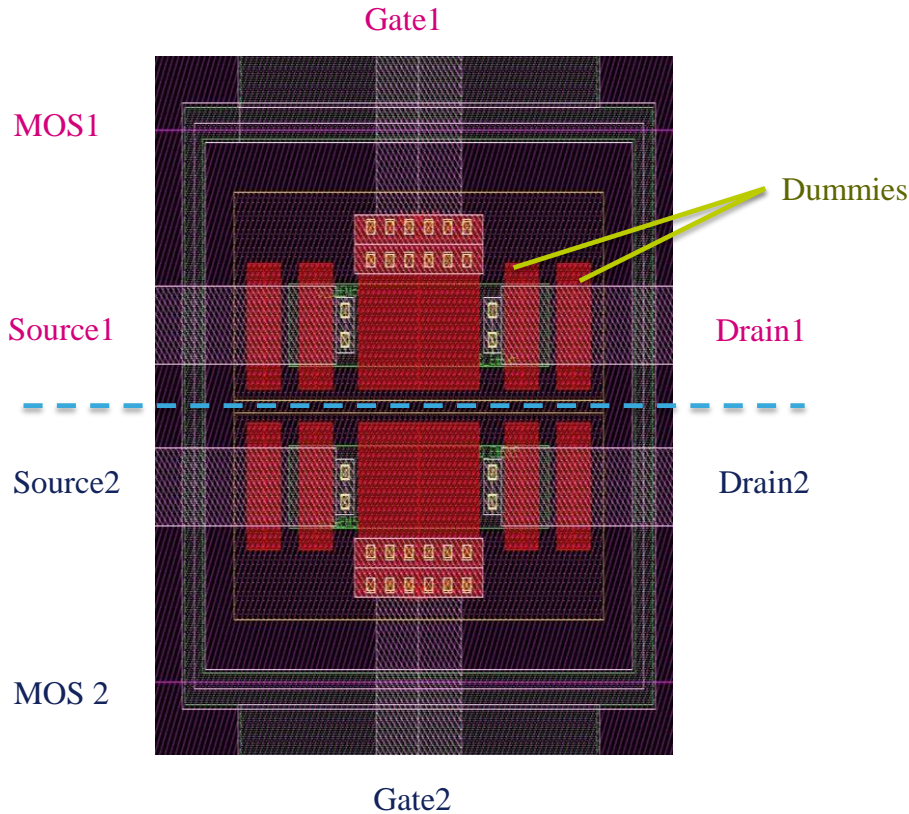 Gate1
MOS1
Dummies
Source1
Drain1
Source2
Drain2
MOS 2
Gate2